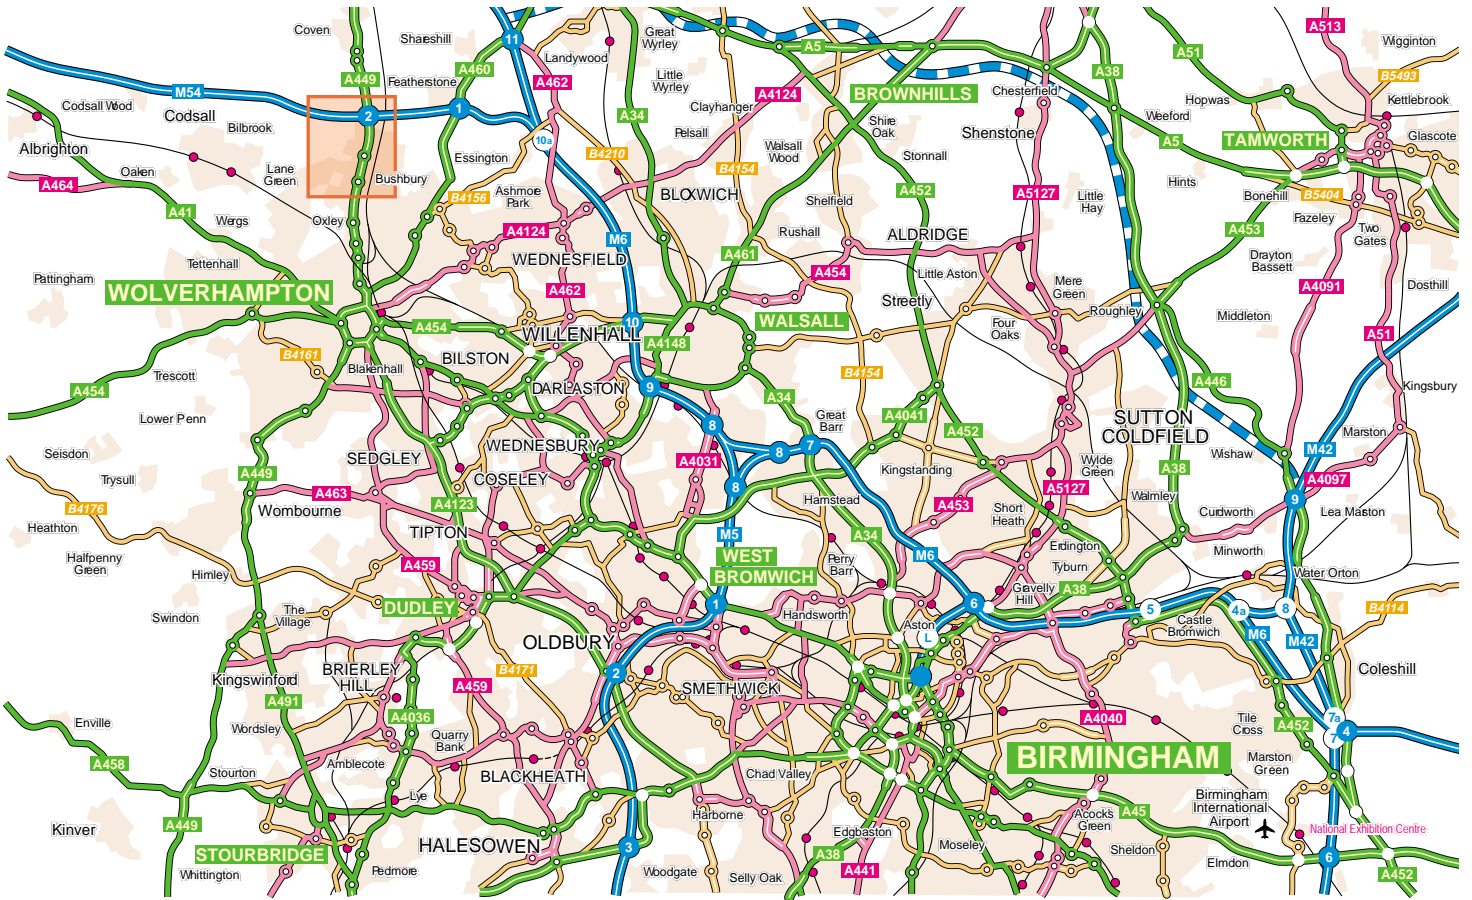 Coven
Shareshill
11
Great
Wyrley
A5
A513
Wigginton
A449
A460
Landywood
A462
Little
Wyrley
A38
A51
B5493
M54
Featherstone
A4124
BROWNHILLS
Chesterfield
Hopwas
Kettlebrook
Codsall Wood
Codsall
Bilbrook
2
1
Clayhanger
A34
Pelsall
Shire
Oak
Shenstone
Weeford
Glascote
Albrighton
10a
Walsall
Wood
A5
TAMWORTH
Oaken
Lane
Green
Essington
B4210
B4154
Stonnall
A464
Bushbury
B4156
Ashmore
Park
BLOXWICH
A452
A5127
Little
Hay
Hints
Bonehill
B5404
A41
Wergs
Oxley
A4124
M6
Shelfield
Rushall
ALDRIDGE
A453
Fazeley
Two
Gates
Tettenhall
WEDNESFIELD
A461
A454
Little Aston
Drayton
Bassett
Pattingham
WOLVERHAMPTON
A462
Streetly
Mere
Green
Roughley
A4091
Dosthill
A454
WILLENHALL
10
WALSALL
Four
Oaks
Middleton
A51
B4161
BILSTON
A4148
Trescott
Blakenhall
B4154
A454
DARLASTON
9
A34
A446
Kingsbury
Lower Penn
8
Great
Barr
A4041
SUTTON
COLDFIELD
Marston
Seisdon
SEDGLEY
WEDNESBURY
7
A452
Wishaw
M42
Trysull
A449
COSELEY
A4031
8
Kingstanding
Wylde
Green
A38
A4097
A463
A4123
8
Hamstead
A5127
Walmley
9
B4176
Wombourne
A453
Short
Heath
Cudworth
Lea Marston
Heathton
TIPTON
M5
A34
Halfpenny
Green
A459
WEST
BROMWICH
M6
Erdington
Minworth
Himley
Perry
Barr
Tyburn
Water Orton
Swindon
The
Village
DUDLEY
1
Handsworth
6
Gravelly
Hill
A38
5
4a
8
B4114
OLDBURY
Aston
L
Castle
Bromwich
M6
M42
Kingswinford
BRIERLEY
HILL
B4171
2
Coleshill
A459
SMETHWICK
Enville
A491
Wordsley
A4036
Quarry
Bank
A4040
Tile
Cross
A452
7a
7
4
A458
Stourton
Amblecote
BLACKHEATH
Chad Valley
BIRMINGHAM
Marston
Green
Lye
Harborne
A45
Birmingham
International
Airport
Kinver
A449
HALESOWEN
Edgbaston
Acock's
Green
National Exhibition Centre
STOURBRIDGE
3
A38
Moseley
Sheldon
Elmdon
6
Whittington
Pedmore
Woodgate
Selly Oak
A441
A452